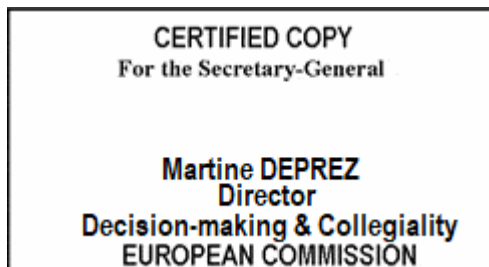 CERTIFIED COPY
For the Secretary-General
Martine DEPREZ
Director
Decision-making & Collegiality
EUROPEAN COMMISSION